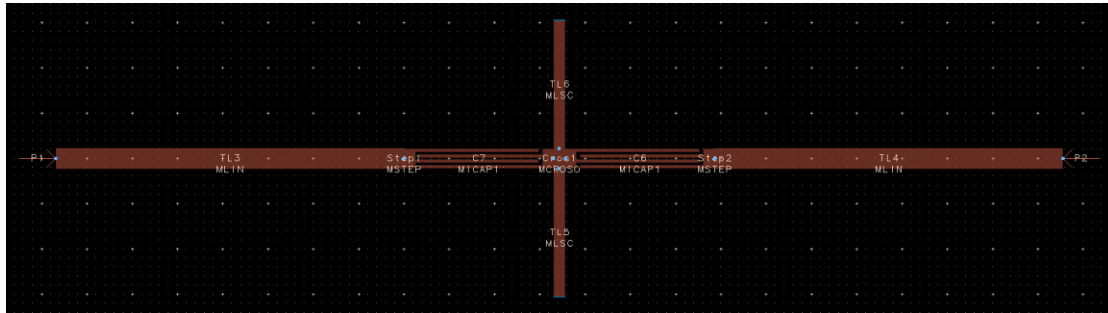 TL6
MLSC
P1
TL3
MLIN
Step1
MSTEP
C7
MICAP1
Cros1
MCROSO
C6
MICAP1
Step2
MSTEP
TL4
MLIN
P2
TL5
MLSC